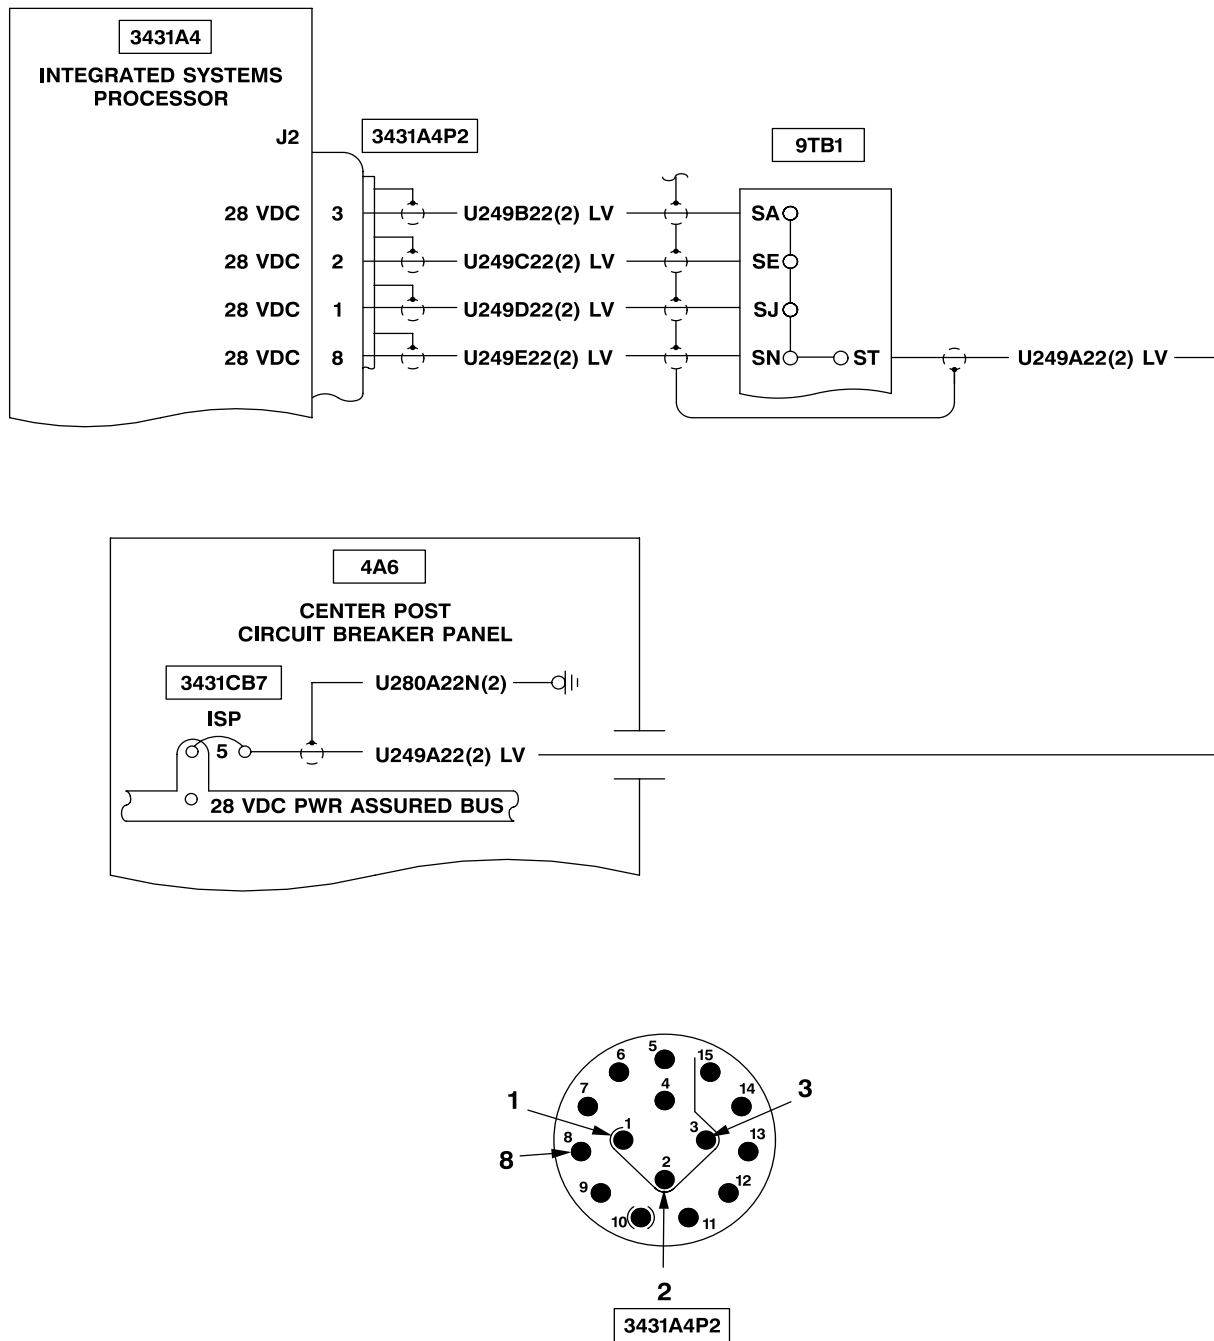 3431A4
INTEGRATED SYSTEMS
PROCESSOR
J2
3431A4P2
9TB1
28 VDC 3 U249B22(2) LV SA
28 VDC 2 U249C22(2) LV SE
28 VDC 1 U249D22(2) LV SJ
28 VDC 8 U249E22(2) LV SN ST U249A22(2) LV
4A6
CENTER POST
CIRCUIT BREAKER PANEL
3431CB7
U280A22N(2)
ISP
5 U249A22(2) LV
28 VDC PWR ASSURED BUS
5
6 15
4
7 14
1 3
1 3
8 13
8
2
9 12
10 11
2
3431A4P2